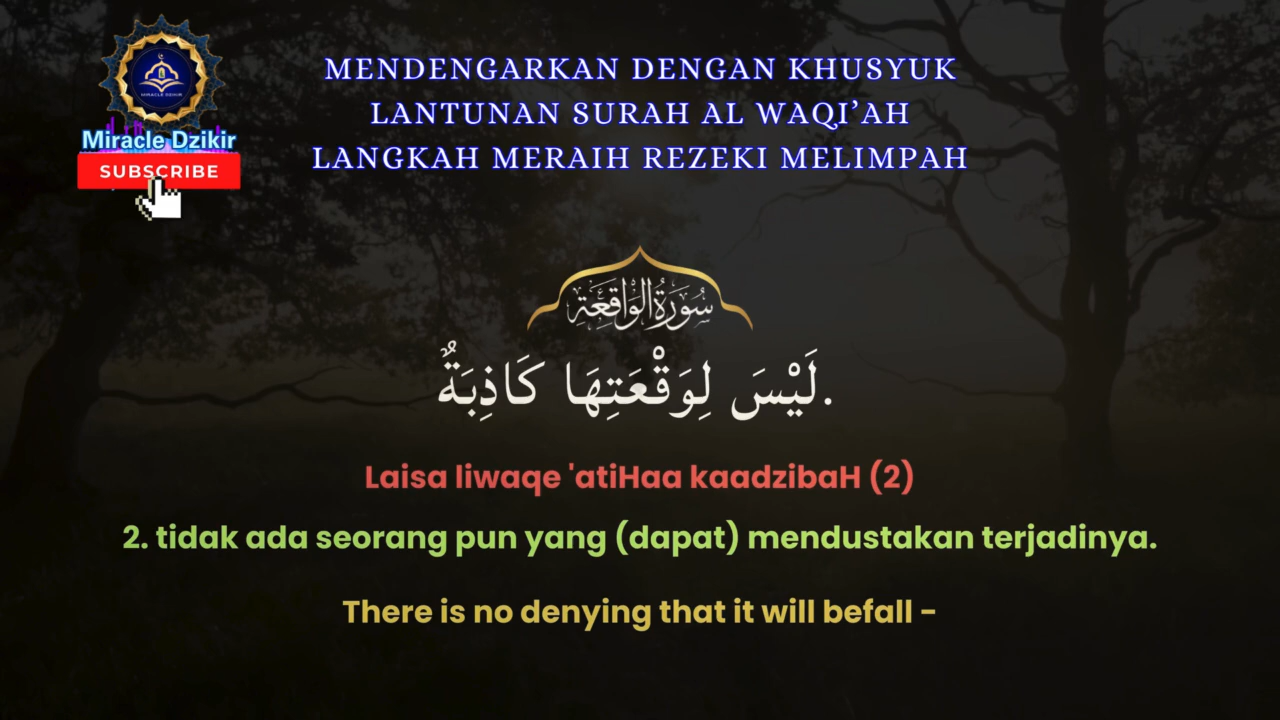 MIRACLE DZIKIR
Miracle Dzikir
SUBSCRIBE
MENDENGARKAN DENGAN KHUSYUK
LANTUNAN SURAH AL WAQI’AH
LANGKAH MERAIH REZEKI MELIMPAH
سُورَةُ الوَاقِعَة
لَيْسَ لِوَقْعَتِهَا كَاذِبَةٌ.
Laisa liwaqe 'atiHaa kaadzibaH (2)
2. tidak ada seorang pun yang (dapat) mendustakan terjadinya.
There is no denying that it will befall -